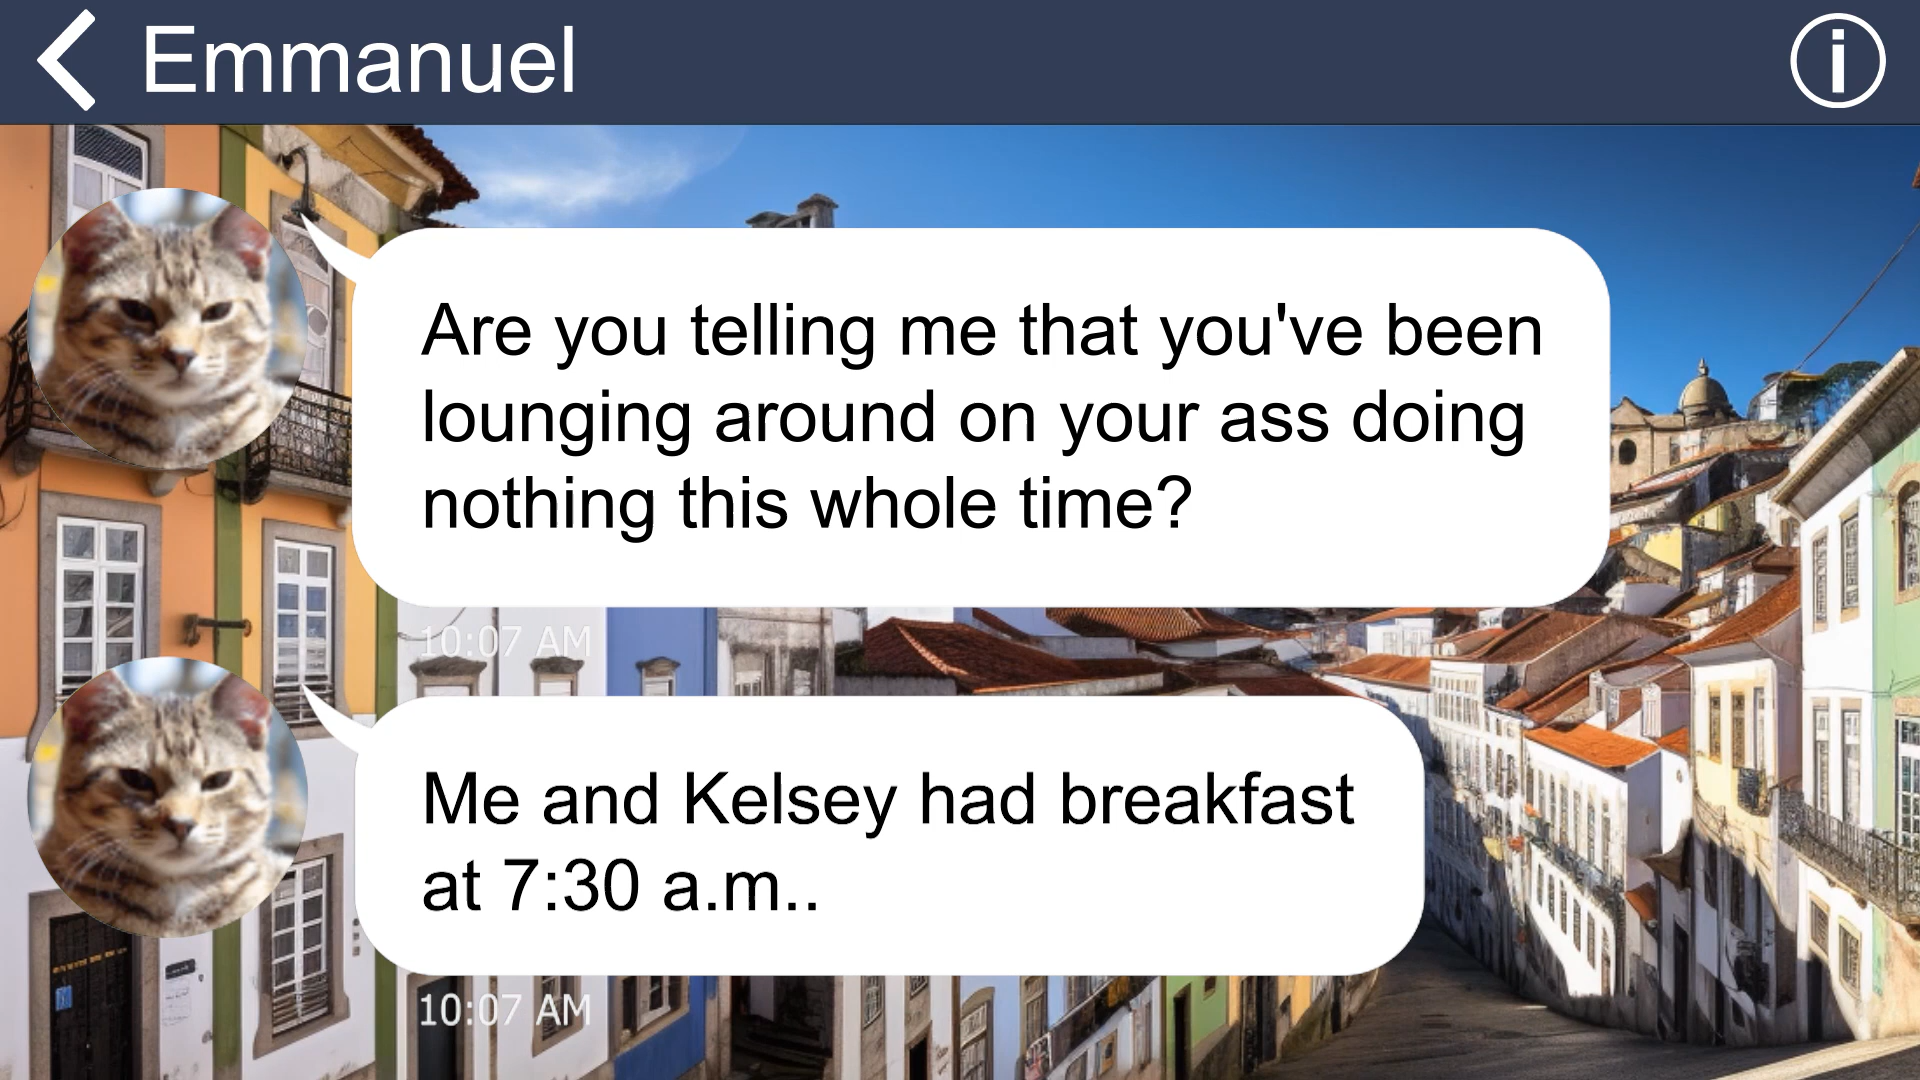 Emmanuel
Are you telling me that you've been
lounging around on your ass doing
nothing this whole time?
10:07 AM
Me and Kelsey had breakfast
at 7:30 a.m..
10:07 AM